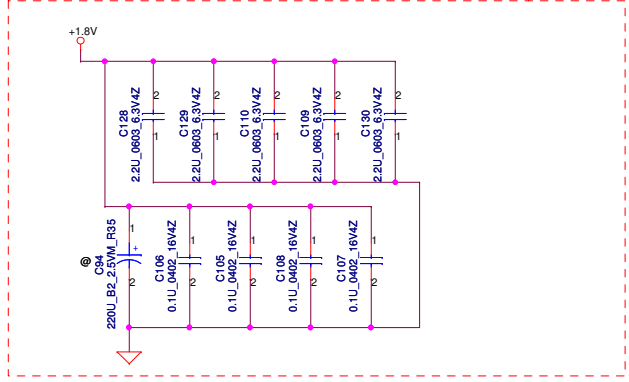 +1.8V
C128
2.2U_0603_6.3V4Z
2
1
C129
2.2U_0603_6.3V4Z
2
1
C110
2.2U_0603_6.3V4Z
2
1
C109
2.2U_0603_6.3V4Z
2
1
C130
2.2U_0603_6.3V4Z
2
1
@
C94
220U_B2_2.5VM_R35
1
+
2
C106
0.1U_0402_16V4Z
1
2
C105
0.1U_0402_16V4Z
1
2
C108
0.1U_0402_16V4Z
1
2
C107
0.1U_0402_16V4Z
1
2